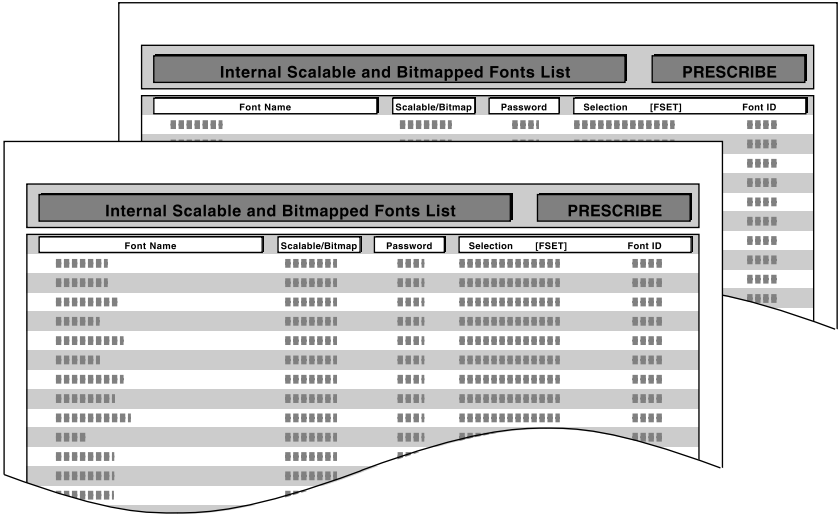 Internal Scalable and Bitmapped Fonts List PRESCRIBE
Font Name Scalable/Bitmap Password Selection [FSET] Font ID
Internal Scalable and Bitmapped Fonts List PRESCRIBE
Font Name Scalable/Bitmap Password Selection [FSET] Font ID